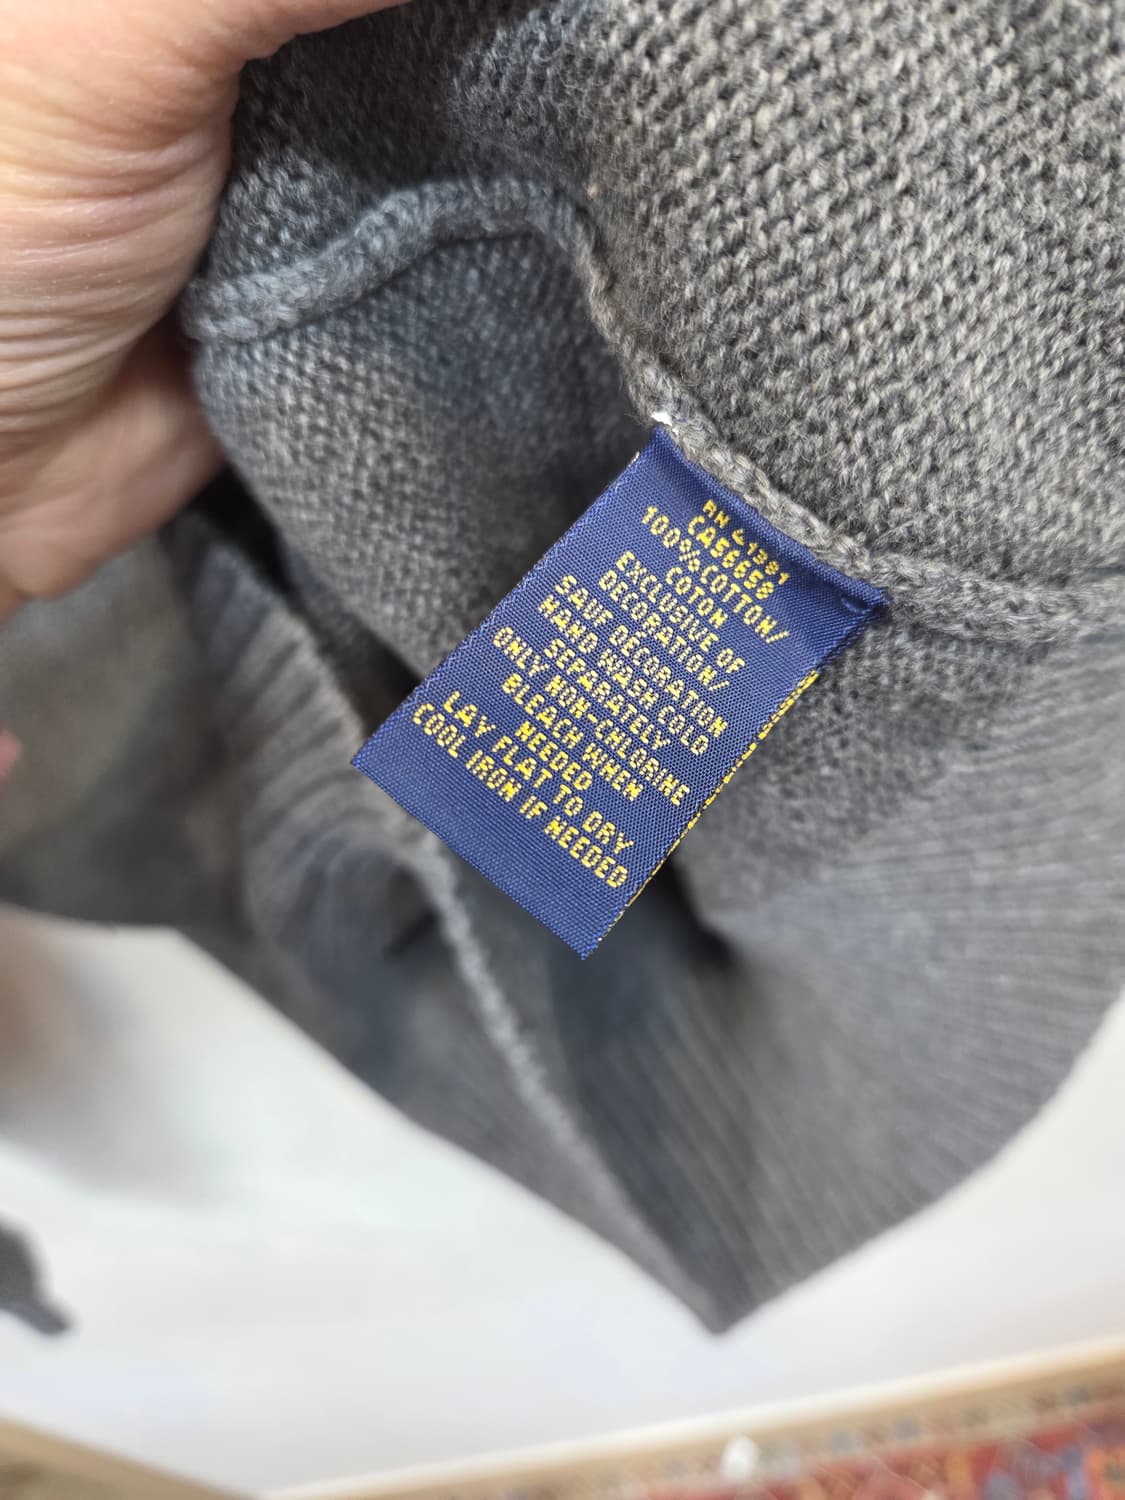 RN 41381
CA56658
100%COTTON/
COTON
EXCLUSIVE OF
DECORATION/
SAUF DÉCORATION
HAND WASH COLD
SEPARATELY
ONLY NON-CHLORINE
BLEACH WHEN
NEEDED
LAY FLAT TO DRY
COOL IRON IF NEEDED